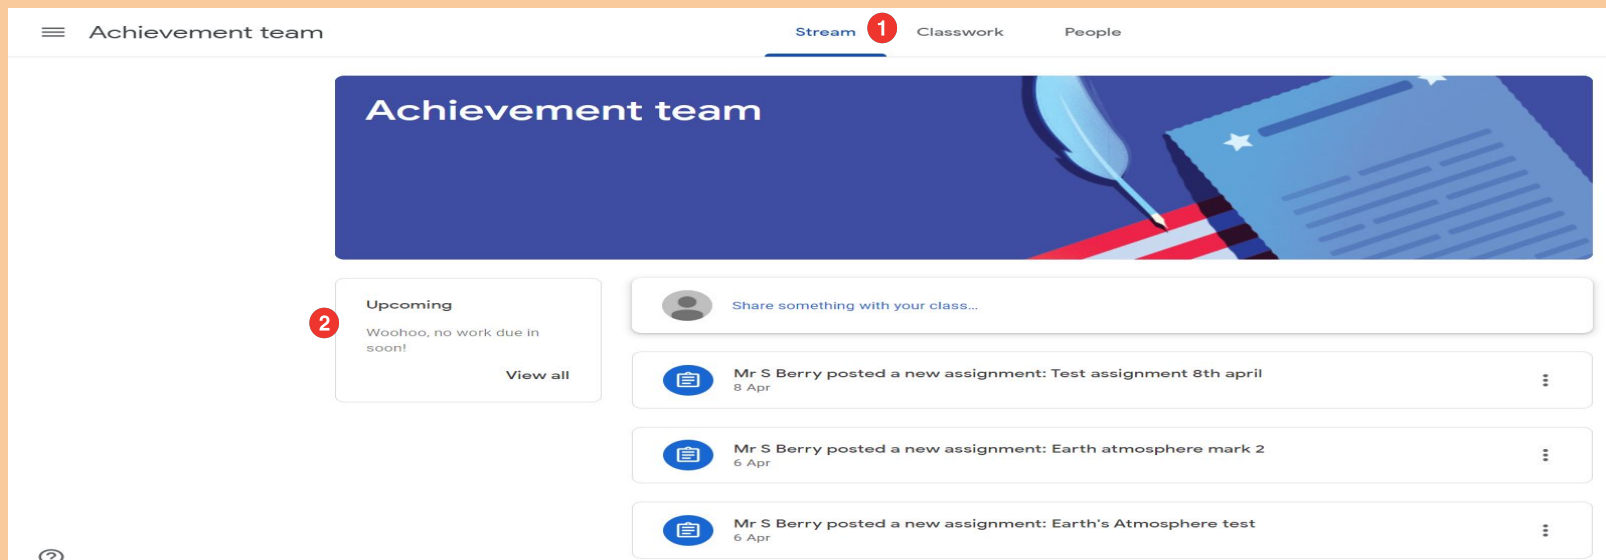 Achievement team
Stream 1 Classwork People
Achievement team
Upcoming
2
Woohoo, no work due in
soon!
View all
Share something with your class...
Mr S Berry posted a new assignment: Test assignment 8th april
8 Apr
Mr S Berry posted a new assignment: Earth atmosphere mark 2
6 Apr
Mr S Berry posted a new assignment: Earth's Atmosphere test
6 Apr
?